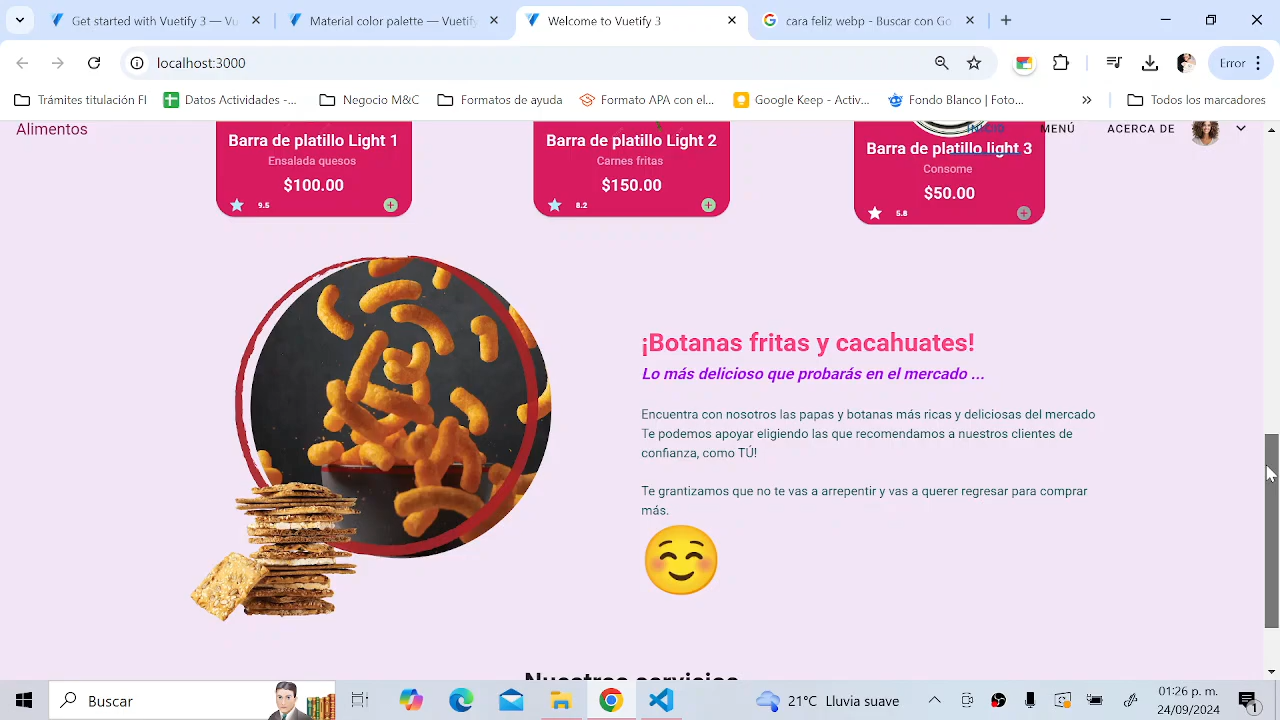 Get started with Vuetify 3 — Vu
Material color palette — Vuetif
Welcome to Vuetify 3
cara feliz webp - Buscar con Go
localhost:3000
Error
Trámites titulación FI
Datos Actividades -...
Negocio M&C
Formatos de ayuda
Formato APA con el...
Google Keep - Activ...
Fondo Blanco | Foto...
Todos los marcadores
Alimentos
INICIO
MENÚ
ACERCA DE
Barra de platillo Light 1
Ensalada quesos
$100.00
9.5
Barra de platillo Light 2
Carnes fritas
$150.00
8.2
Barra de platillo light 3
Consome
$50.00
5.8
¡Botanas fritas y cacahuates!
Lo más delicioso que probarás en el mercado ...
Encuentra con nosotros las papas y botanas más ricas y deliciosas del mercado
Te podemos apoyar eligiendo las que recomendamos a nuestros clientes de
confianza, como TÚ!
Te grantizamos que no te vas a arrepentir y vas a querer regresar para comprar
más.
Nuestros servicios
Buscar
21°C Lluvia suave
01:26 p. m.
24/09/2024
1